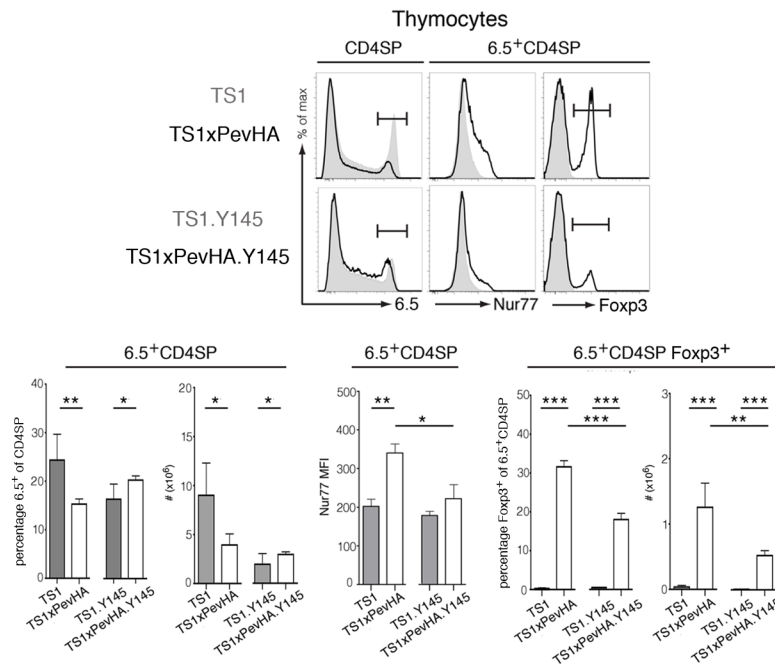 Thymocytes
CD4SP
6.5⁺CD4SP
TS1
TS1xPevHA
% of max
TS1.Y145
TS1xPevHA.Y145
6.5
Nur77
Foxp3
6.5⁺CD4SP
6.5⁺CD4SP
6.5⁺CD4SP Foxp3⁺
percentage 6.5⁺ of CD4SP
40
30
20
10
0
**
*
TS1
TS1xPevHA
TS1.Y145
TS1xPevHA.Y145
# (x10⁶)
20
15
10
5
0
*
*
TS1
TS1xPevHA
TS1.Y145
TS1xPevHA.Y145
Nur77 MFI
500
400
300
200
100
0
**
*
TS1
TS1xPevHA
TS1.Y145
TS1xPevHA.Y145
percentage Foxp3⁺ of 6.5⁺CD4SP
50
40
30
20
10
0
*** ***
***
TS1
TS1xPevHA
TS1.Y145
TS1xPevHA.Y145
# (x10⁶)
3
2
1
0
*** ***
**
TS1
TS1xPevHA
TS1.Y145
TS1xPevHA.Y145